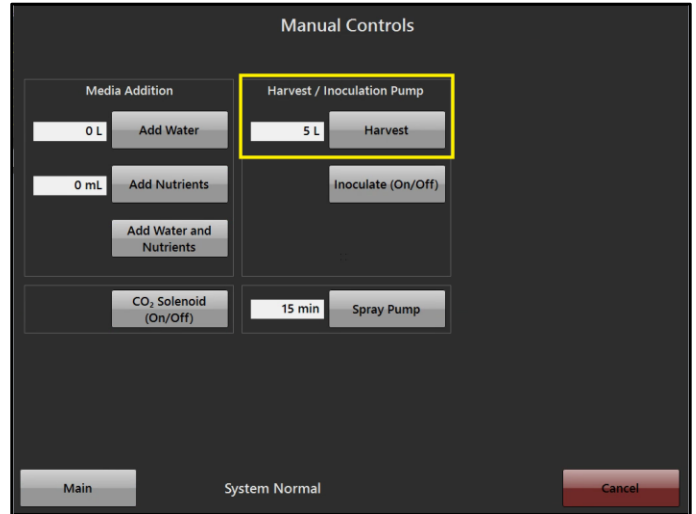 Manual Controls
Media Addition
0 L
Add Water
0 mL
Add Nutrients
Add Water and
Nutrients
CO₂ Solenoid
(On/Off)
Harvest / Inoculation Pump
5 L
Harvest
Inoculate (On/Off)
15 min
Spray Pump
Main
System Normal
Cancel